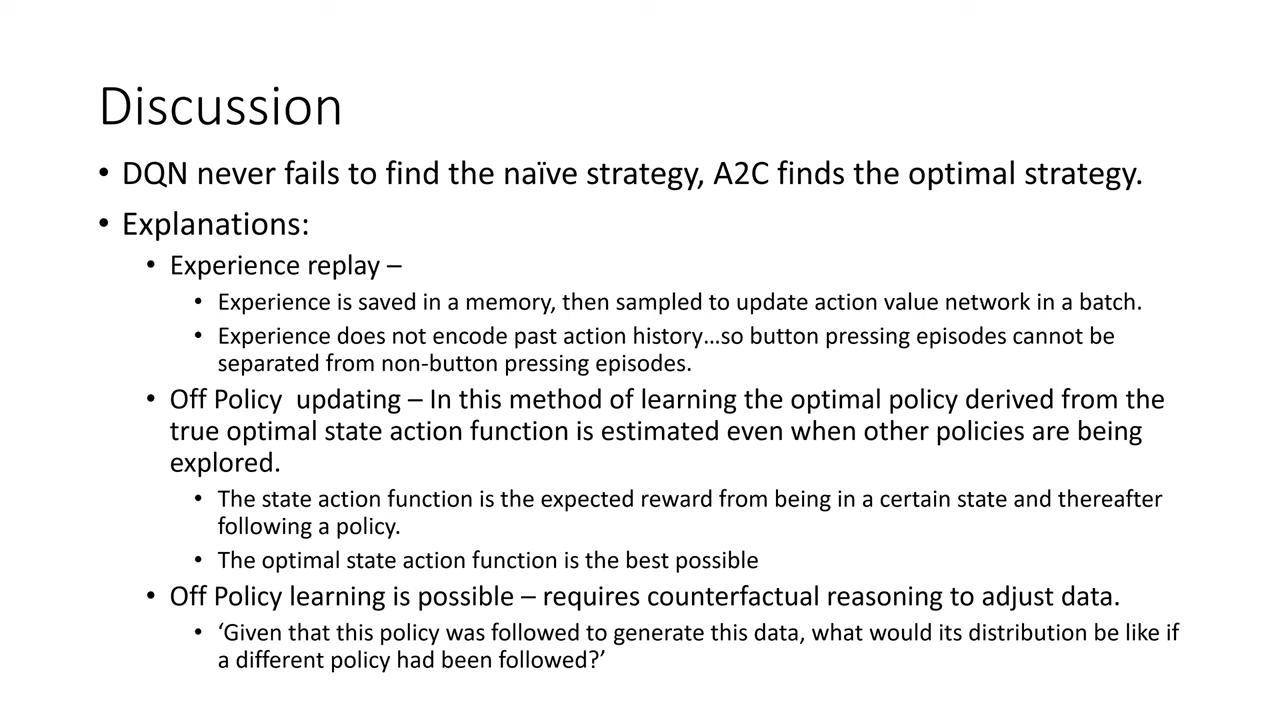 Discussion
• DQN never fails to find the naïve strategy, A2C finds the optimal strategy.
• Explanations:
• Experience replay –
• Experience is saved in a memory, then sampled to update action value network in a batch.
• Experience does not encode past action history…so button pressing episodes cannot be
separated from non-button pressing episodes.
• Off Policy  updating – In this method of learning the optimal policy derived from the
true optimal state action function is estimated even when other policies are being
explored.
• The state action function is the expected reward from being in a certain state and thereafter
following a policy.
• The optimal state action function is the best possible
• Off Policy learning is possible – requires counterfactual reasoning to adjust data.
• ‘Given that this policy was followed to generate this data, what would its distribution be like if
a different policy had been followed?’